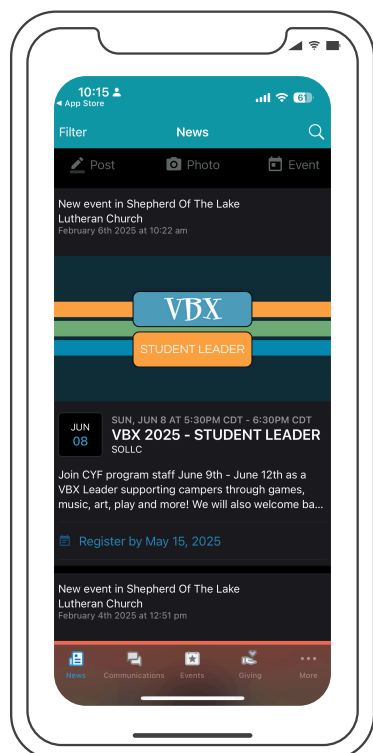 10:15
61
App Store
Filter
News
Post
Photo
Event
New event in Shepherd Of The Lake
Lutheran Church
February 6th 2025 at 10:22 am
VBX
STUDENT LEADER
JUN
08
SUN, JUN 8 AT 5:30PM CDT - 6:30PM CDT
VBX 2025 - STUDENT LEADER
SOLLC
Join CYF program staff June 9th - June 12th as a
VBX Leader supporting campers through games,
music, art, play and more! We will also welcome ba...
Register by May 15, 2025
New event in Shepherd Of The Lake
Lutheran Church
February 4th 2025 at 12:51 pm
News
Communications
Events
Giving
More